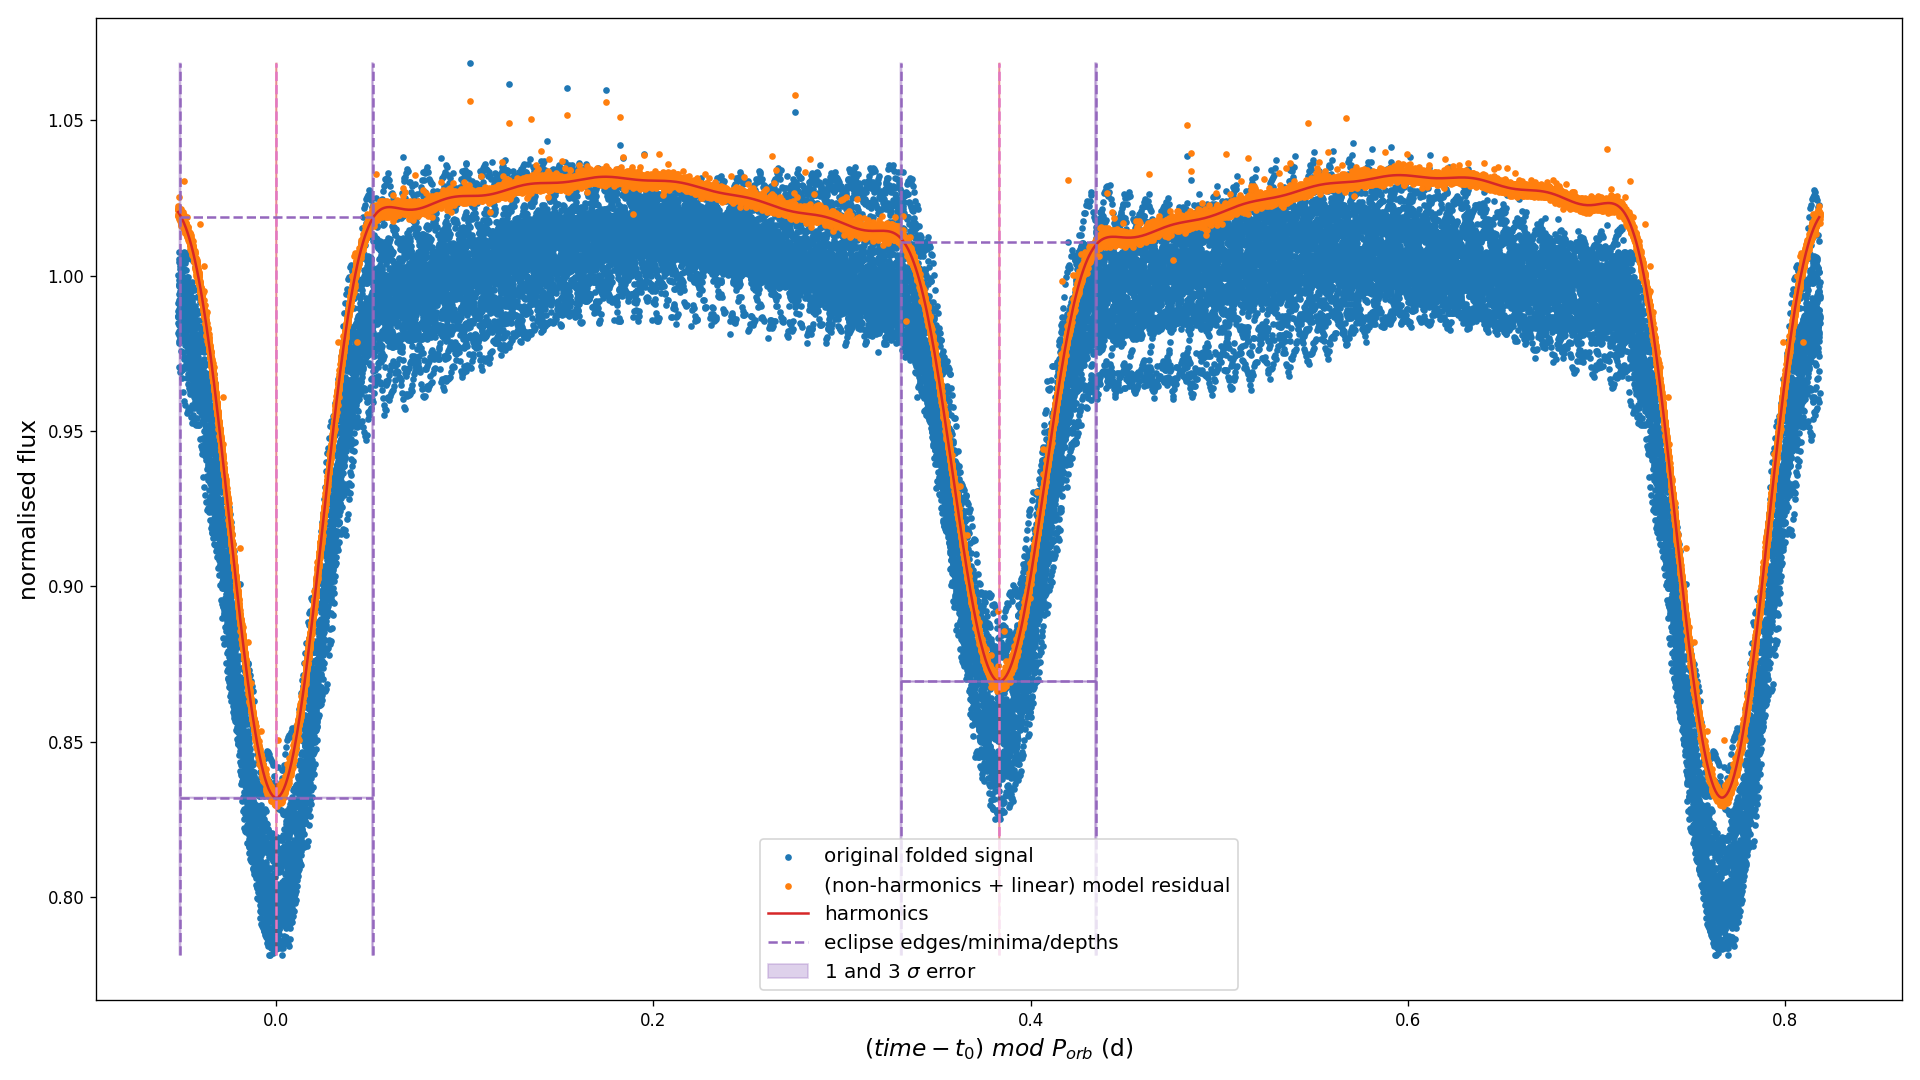 normalised flux
1.05
1.00
0.95
0.90
0.85
0.80
original folded signal
(non-harmonics + linear) model residual
harmonics
eclipse edges/minima/depths
1 and 3 σ error
0.0 0.2 0.4 0.6 0.8
(time − t₀) mod Pₒᵣb (d)